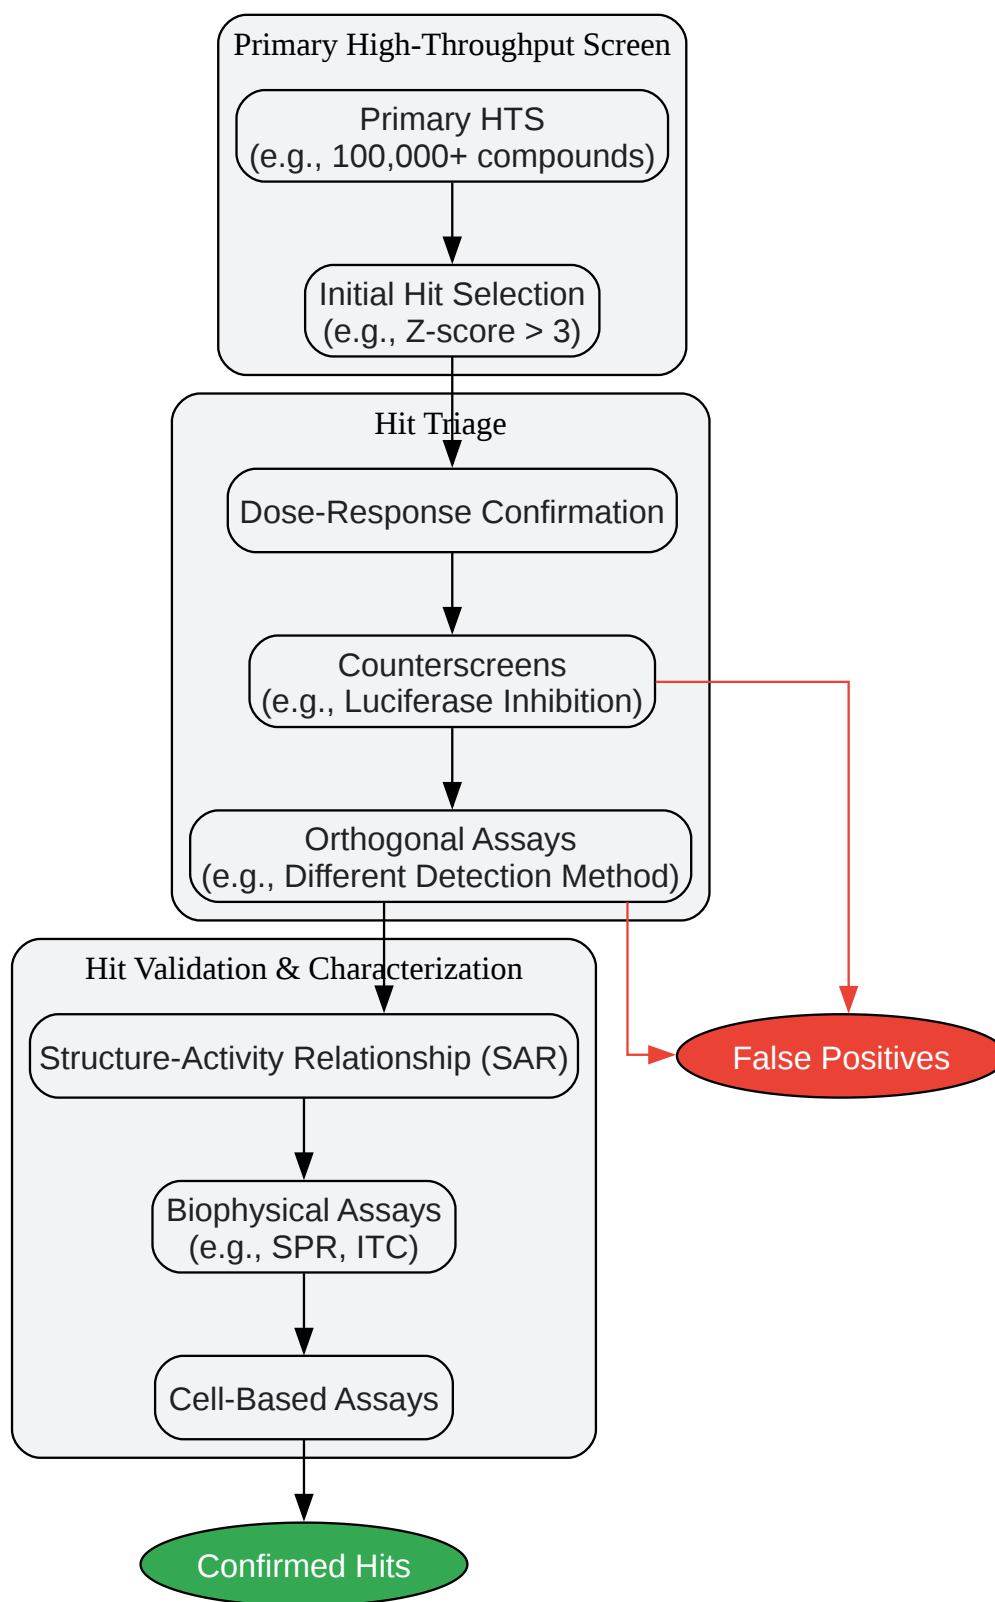 Primary High-Throughput Screen
Primary HTS
(e.g., 100,000+ compounds)
Initial Hit Selection
(e.g., Z-score > 3)
Hit Triage
Dose-Response Confirmation
Counterscreens
(e.g., Luciferase Inhibition)
Orthogonal Assays
(e.g., Different Detection Method)
Hit Validation & Characterization
Structure-Activity Relationship (SAR)
False Positives
Biophysical Assays
(e.g., SPR, ITC)
Cell-Based Assays
Confirmed Hits